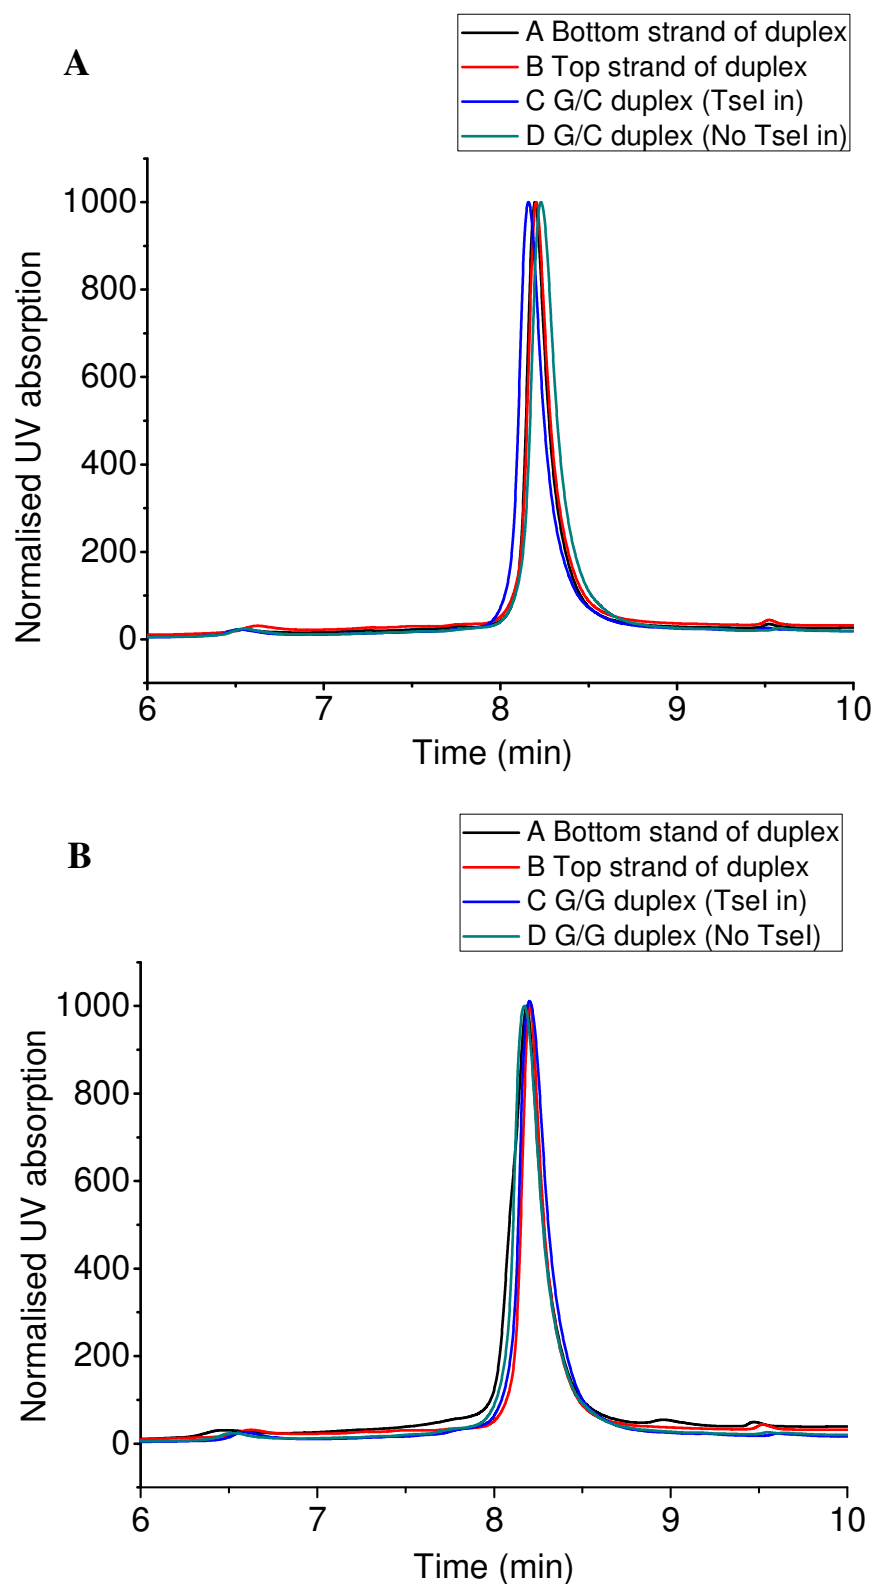 A
A Bottom strand of duplex
B Top strand of duplex
C G/C duplex (TseI in)
D G/C duplex (No TseI in)
1000
800
600
400
200
0
Normalised UV absorption
6 7 8 9 10
Time (min)
B
A Bottom stand of duplex
B Top strand of duplex
C G/G duplex (TseI in)
D G/G duplex (No TseI)
1000
800
600
400
200
0
Normalised UV absorption
6 7 8 9 10
Time (min)